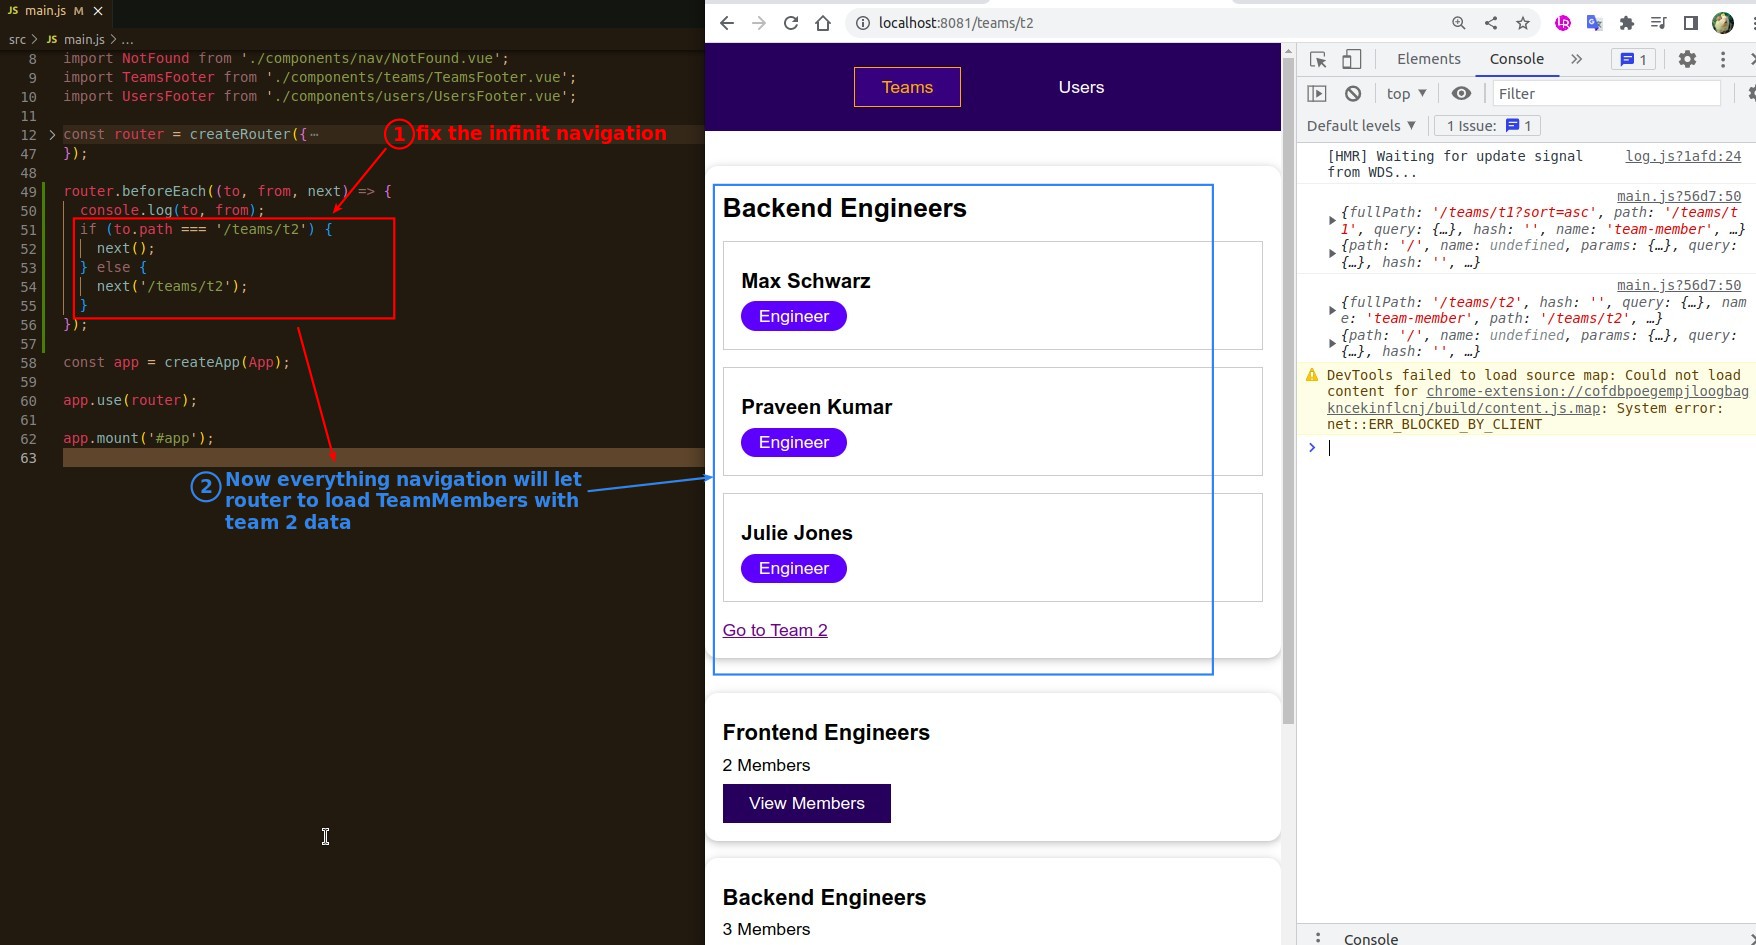 JS main.js M ×
src > JS main.js > ...
8 import NotFound from './components/nav/NotFound.vue';
9 import TeamsFooter from './components/teams/TeamsFooter.vue';
10 import UsersFooter from './components/users/UsersFooter.vue';
11
12 > const router = createRouter({⋯
47 });
48
49 router.beforeEach((to, from, next) => {
50 console.log(to, from);
51 if (to.path === '/teams/t2') {
52 next();
53 } else {
54 next('/teams/t2');
55 }
56 });
57
58 const app = createApp(App);
59
60 app.use(router);
61
62 app.mount('#app');
63
1 fix the infinit navigation
2 Now everything navigation will let
router to load TeamMembers with
team 2 data
localhost:8081/teams/t2
Teams Users
Backend Engineers
Max Schwarz
Engineer
Praveen Kumar
Engineer
Julie Jones
Engineer
Go to Team 2
Frontend Engineers
2 Members
View Members
Backend Engineers
3 Members
Elements Console » 1
top ▼ Filter
Default levels ▼ 1 Issue: 1
[HMR] Waiting for update signal log.js?1afd:24
from WDS...
main.js?56d7:50
{fullPath: '/teams/t1?sort=asc', path: '/teams/t
1', query: {…}, hash: '', name: 'team-member', …}
{path: '/', name: undefined, params: {…}, query:
{…}, hash: '', …}
main.js?56d7:50
{fullPath: '/teams/t2', hash: '', query: {…}, nam
e: 'team-member', path: '/teams/t2', …}
{path: '/', name: undefined, params: {…}, query:
{…}, hash: '', …}
DevTools failed to load source map: Could not load
content for chrome-extension://cofdbpoegempjloogbag
kncekinflcnj/build/content.js.map: System error:
net::ERR_BLOCKED_BY_CLIENT
>
Console